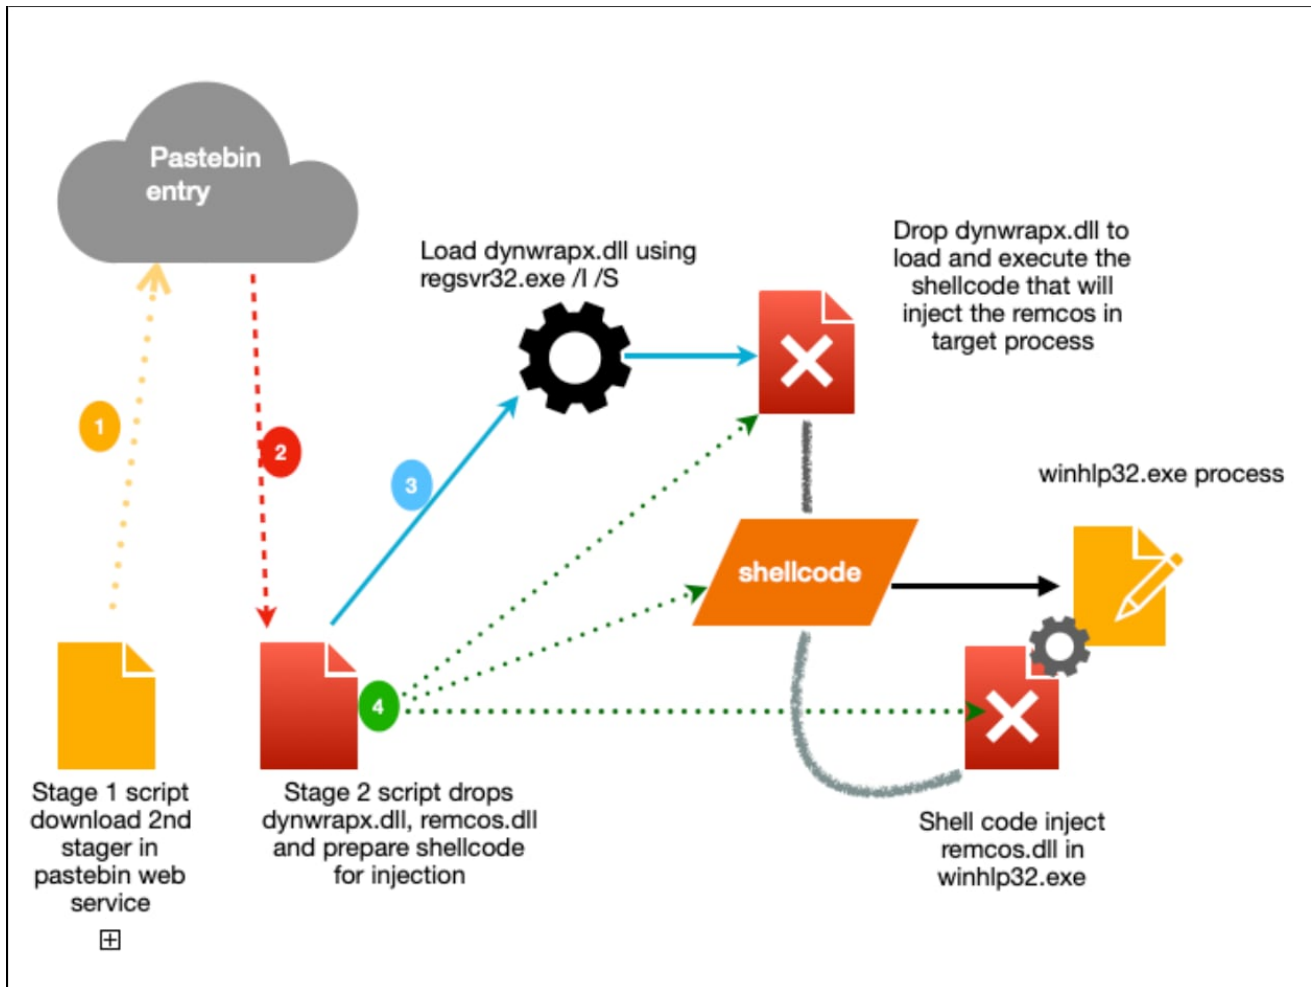 Pastebin
entry
Load dynwrapx.dll using
regsvr32.exe /I /S
Drop dynwrapx.dll to
load and execute the
shellcode that will
inject the remcos in
target process
1
2
3
winhlp32.exe process
shellcode
4
Stage 1 script
download 2nd
stager in
pastebin web
service
Stage 2 script drops
dynwrapx.dll, remcos.dll
and prepare shellcode
for injection
Shell code inject
remcos.dll in
winhlp32.exe